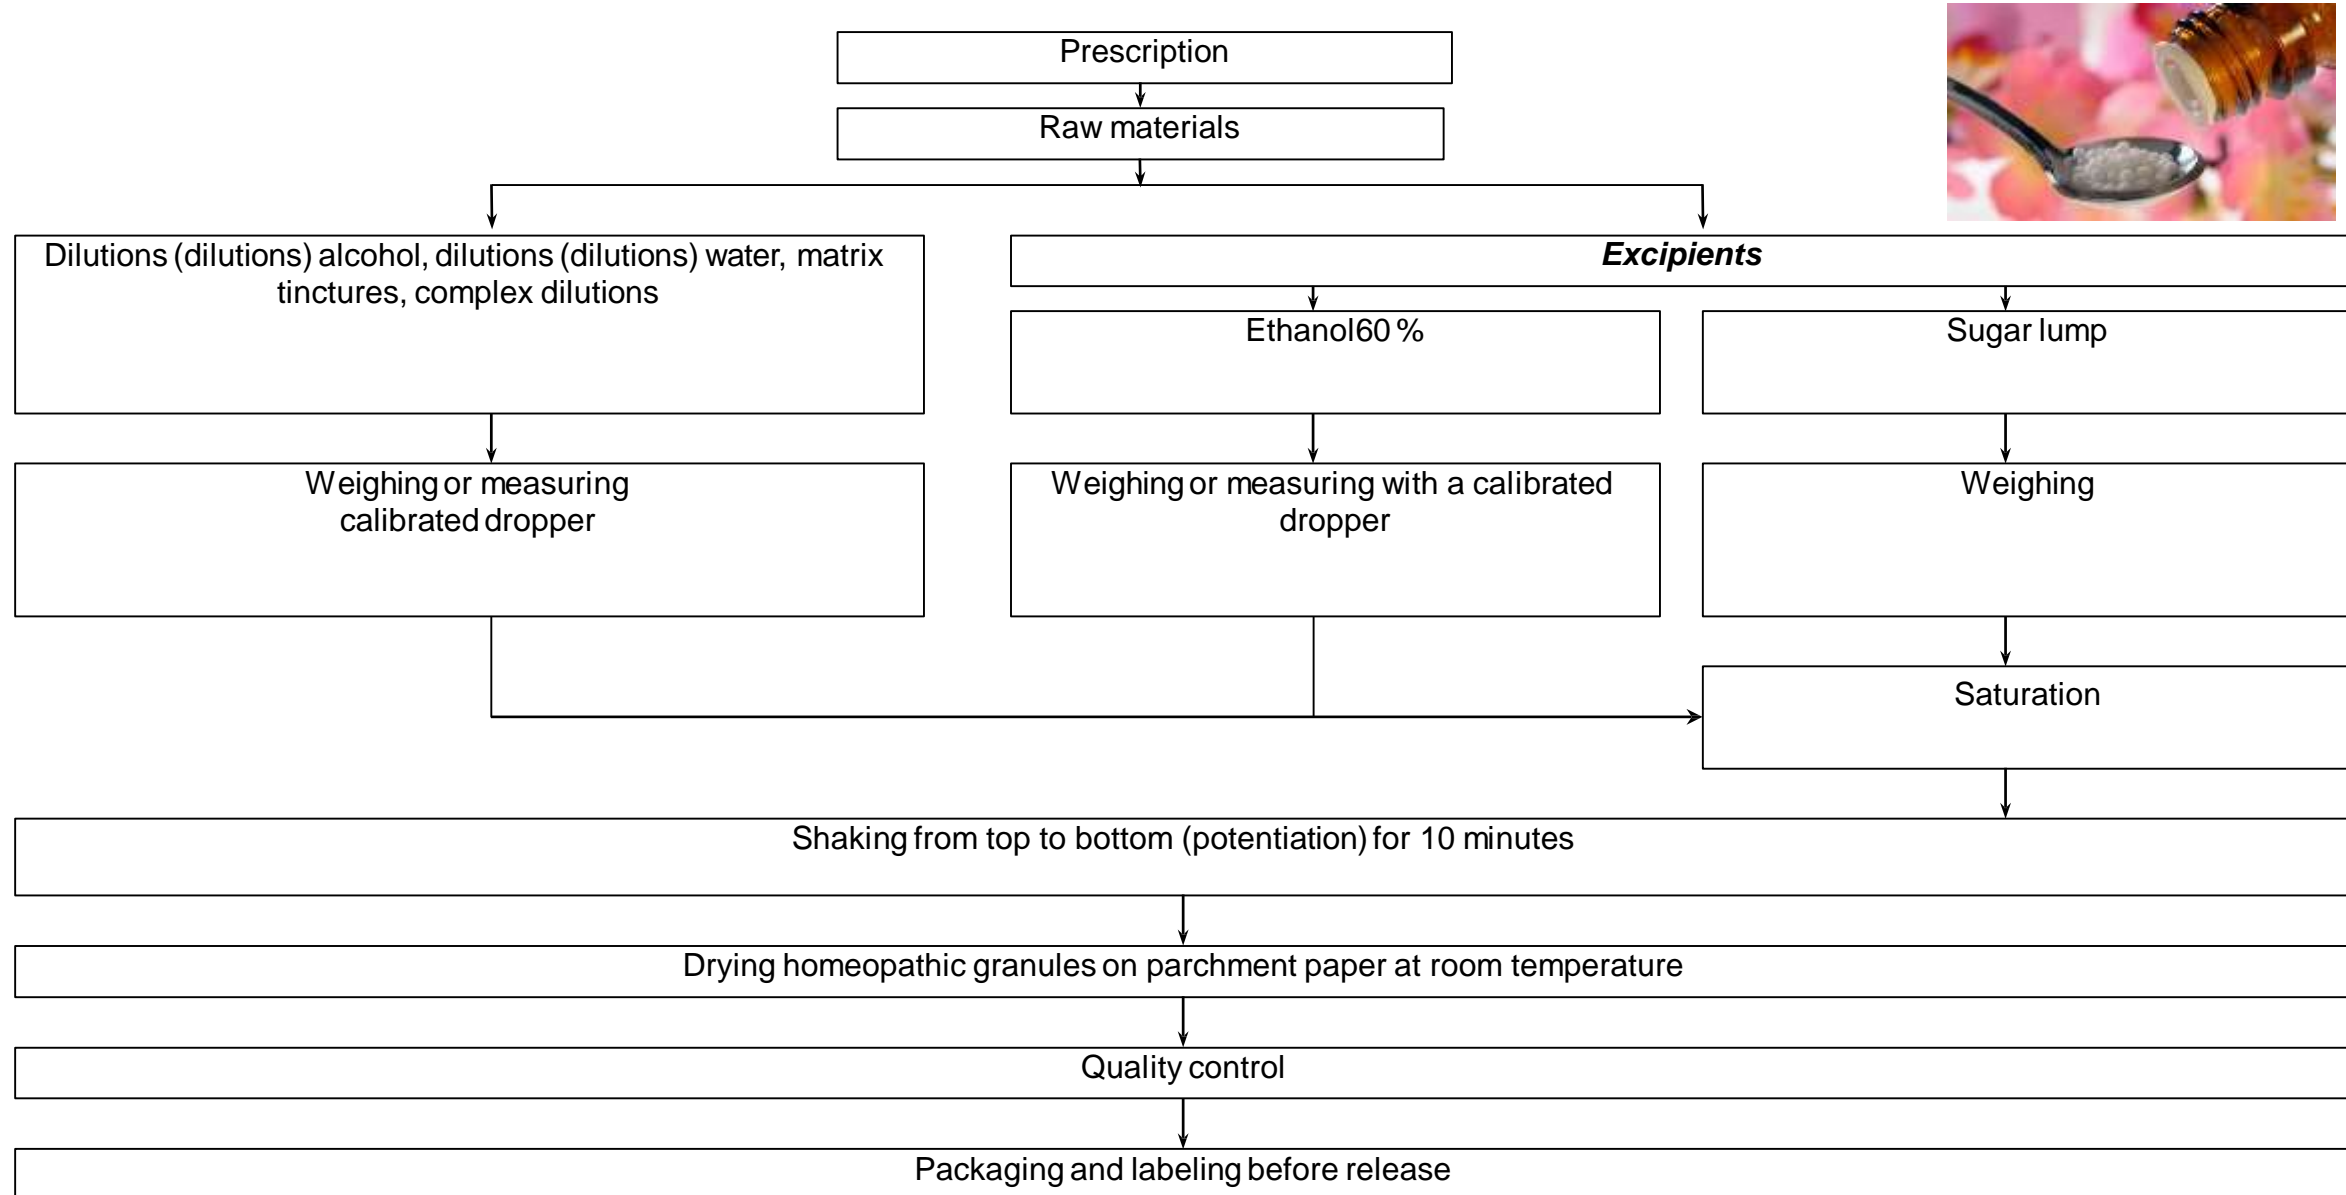 Prescription
Raw materials
Dilutions (dilutions) alcohol, dilutions (dilutions) water, matrix
tinctures, complex dilutions
Excipients
Ethanol60 %
Sugar lump
Weighing or measuring
calibrated dropper
Weighing or measuring with a calibrated
dropper
Weighing
Saturation
Shaking from top to bottom (potentiation) for 10 minutes
Drying homeopathic granules on parchment paper at room temperature
Quality control
Packaging and labeling before release